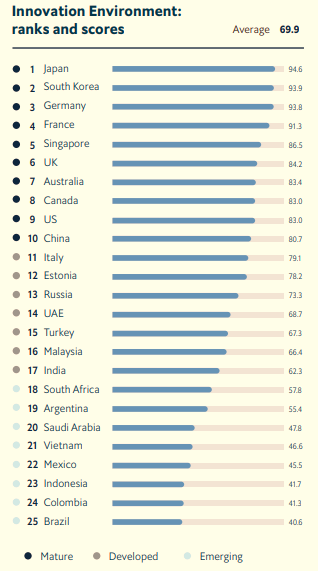 Innovation Environment:
ranks and scores
Average 69.9
1 Japan 94.6
2 South Korea 93.9
3 Germany 93.8
4 France 91.3
5 Singapore 86.5
6 UK 84.2
7 Australia 83.4
8 Canada 83.0
9 US 83.0
10 China 80.7
11 Italy 79.1
12 Estonia 78.2
13 Russia 73.3
14 UAE 68.7
15 Turkey 67.3
16 Malaysia 66.4
17 India 62.3
18 South Africa 57.8
19 Argentina 55.4
20 Saudi Arabia 47.8
21 Vietnam 46.6
22 Mexico 45.5
23 Indonesia 41.7
24 Colombia 41.3
25 Brazil 40.6
Mature Developed Emerging